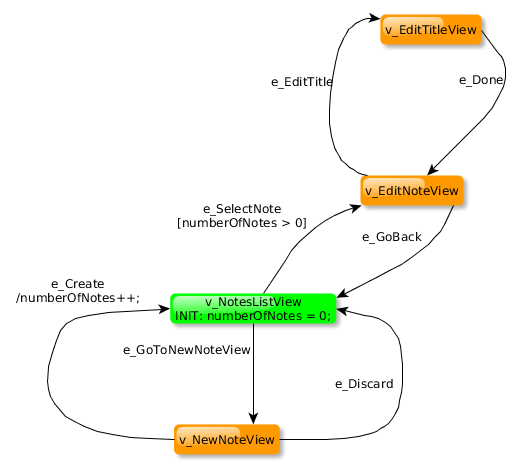 v_EditTitleView
e_EditTitle
e_Done
v_EditNoteView
e_SelectNote
[numberOfNotes > 0]
e_GoBack
e_Create
/numberOfNotes++;
v_NotesListView
INIT: numberOfNotes = 0;
e_GoToNewNoteView
e_Discard
v_NewNoteView